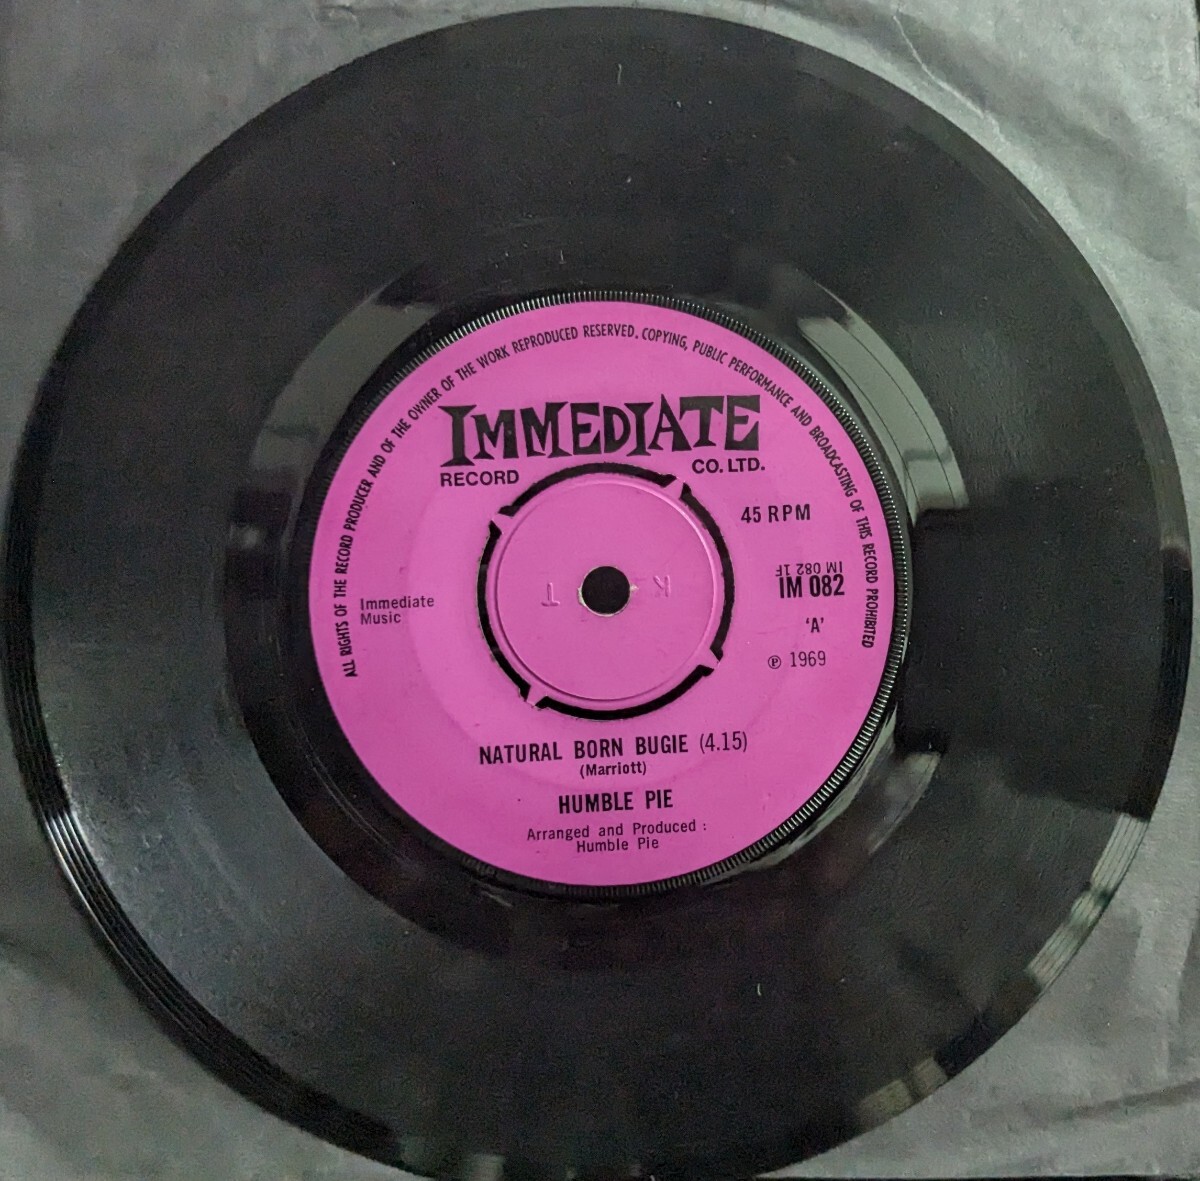 ALL RIGHTS OF THE RECORD PRODUCER AND OF THE OWNER OF THE WORK REPRODUCED RESERVED. COPYING, PUBLIC PERFORMANCE AND BROADCASTING OF THIS RECORD PROHIBITED
IMMEDIATE
RECORD CO. LTD.
45 RPM
IM 082 1F
IM 082
'A'
℗ 1969
Immediate
Music
K T
NATURAL BORN BUGIE (4.15)
(Marriott)
HUMBLE PIE
Arranged and Produced :
Humble Pie